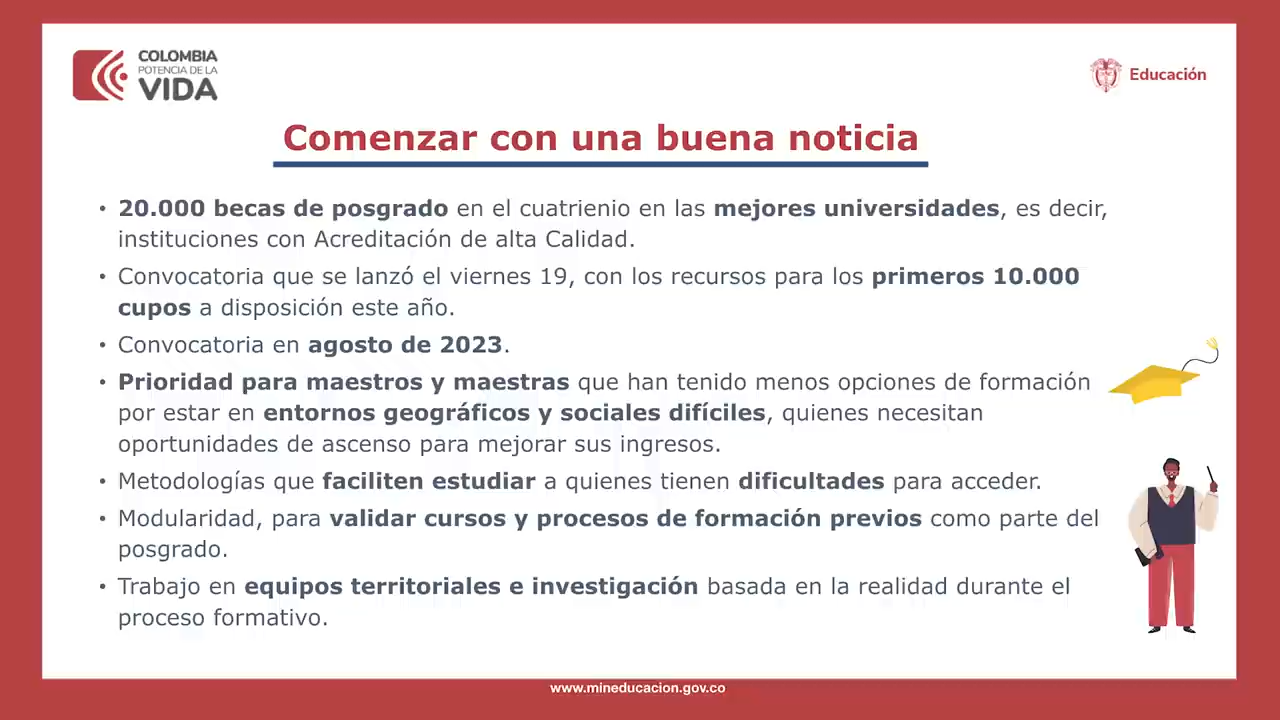 COLOMBIA
POTENCIA DE LA
VIDA
Educación
Comenzar con una buena noticia
• 20.000 becas de posgrado en el cuatrienio en las mejores universidades, es decir,
instituciones con Acreditación de alta Calidad.
• Convocatoria que se lanzó el viernes 19, con los recursos para los primeros 10.000
cupos a disposición este año.
• Convocatoria en agosto de 2023.
• Prioridad para maestros y maestras que han tenido menos opciones de formación
por estar en entornos geográficos y sociales difíciles, quienes necesitan
oportunidades de ascenso para mejorar sus ingresos.
• Metodologías que faciliten estudiar a quienes tienen dificultades para acceder.
• Modularidad, para validar cursos y procesos de formación previos como parte del
posgrado.
• Trabajo en equipos territoriales e investigación basada en la realidad durante el
proceso formativo.
www.mineducacion.gov.co